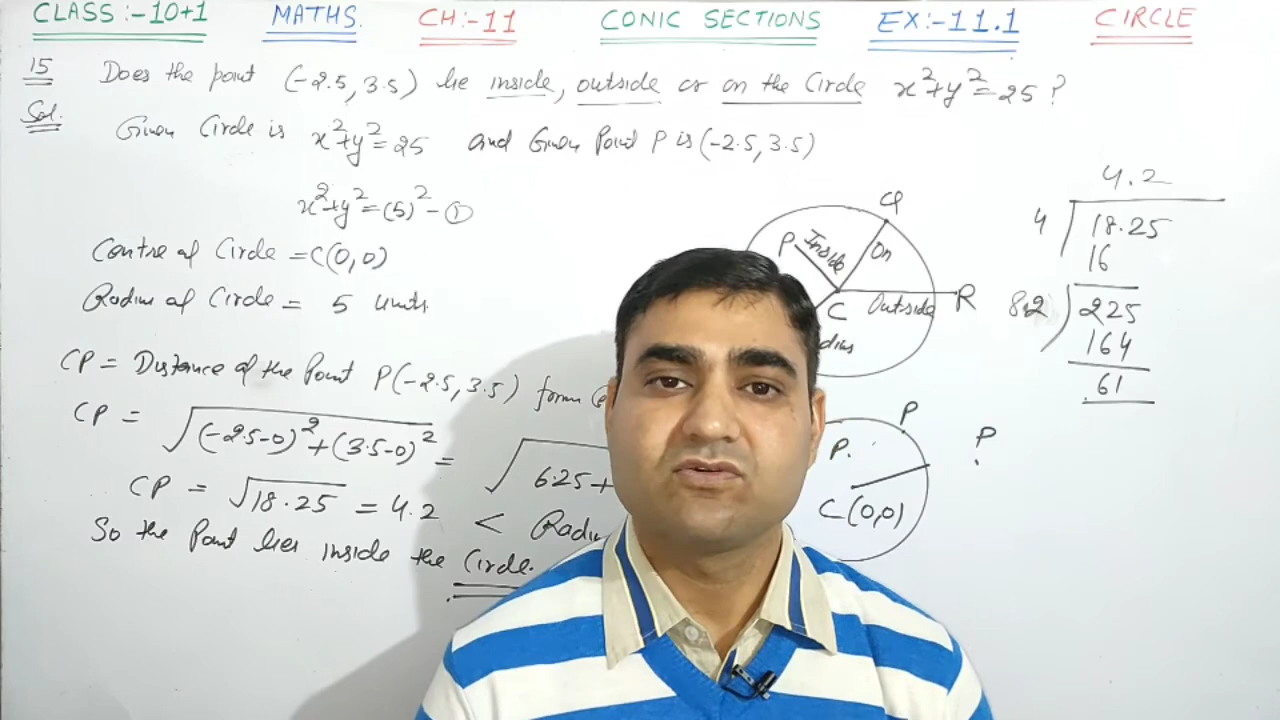 CLASS :-10+1 MATHS. CH:-11 CONIC SECTIONS EX:-11.1 CIRCLE
15 Does the point (-2.5, 3.5) lie inside, outside or on the Circle x²+y²=25 ?
Sol. Given Circle is x²+y²=25 and Given Point P is (-2.5, 3.5)
x²+y²=(5)² -①
Centre of Circle = C(0,0)
Radius of Circle = 5 units.
CP = Distance of the Point P(-2.5, 3.5) form
CP = √(-2.5-0)²+(3.5-0)² = √6.25+
CP = √18.25 = 4.2 < Radiu
So the Point lies inside the Circle.
Q
P Inside On
C Outside R
dius
P
P. P.
C(0,0)
4.2
4 18.25
16
82 225
164
.61